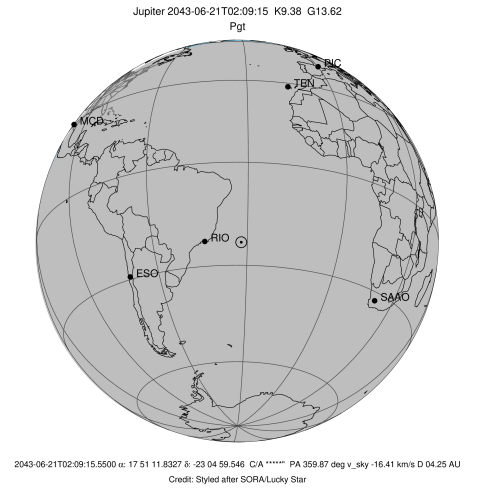 Jupiter 2043-06-21T02:09:15 K9.38 G13.62
Pgt
PIC
TEN
MCD
RIO
ESO
SAAO
2043-06-21T02:09:15.5500 α: 17 51 11.8327 δ: -23 04 59.546 C/A *****" PA 359.87 deg v_sky -16.41 km/s D 04.25 AU
Credit: Styled after SORA/Lucky Star